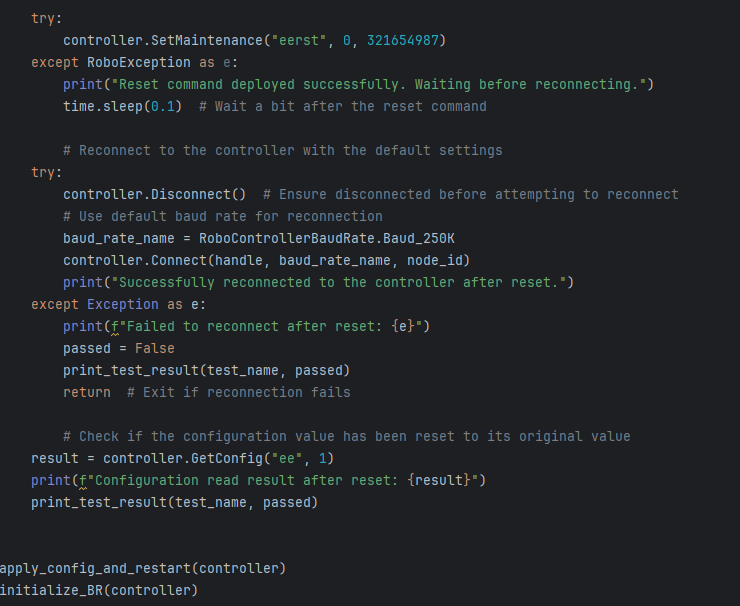 try:
controller.SetMaintenance("eerst", 0, 321654987)
except RoboException as e:
print("Reset command deployed successfully. Waiting before reconnecting.")
time.sleep(0.1)  # Wait a bit after the reset command
# Reconnect to the controller with the default settings
try:
controller.Disconnect()  # Ensure disconnected before attempting to reconnect
# Use default baud rate for reconnection
baud_rate_name = RoboControllerBaudRate.Baud_250K
controller.Connect(handle, baud_rate_name, node_id)
print("Successfully reconnected to the controller after reset.")
except Exception as e:
print(f"Failed to reconnect after reset: {e}")
passed = False
print_test_result(test_name, passed)
return  # Exit if reconnection fails
# Check if the configuration value has been reset to its original value
result = controller.GetConfig("ee", 1)
print(f"Configuration read result after reset: {result}")
print_test_result(test_name, passed)
apply_config_and_restart(controller)
initialize_BR(controller)